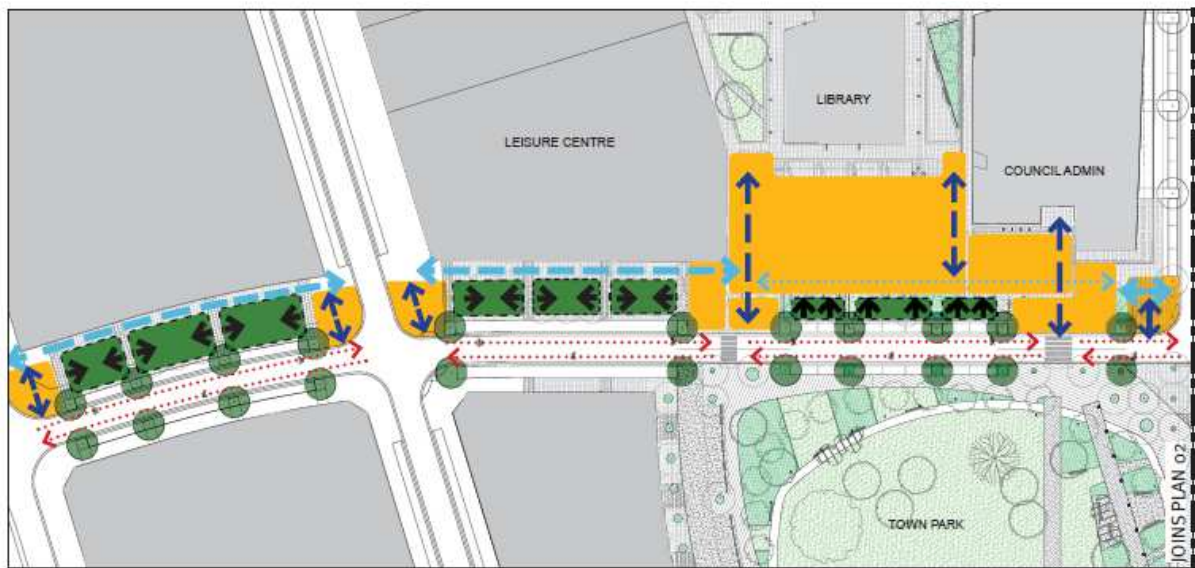 LIBRARY
LEISURE CENTRE
COUNCIL ADMIN
TOWN PARK
JOINS PLAN 02